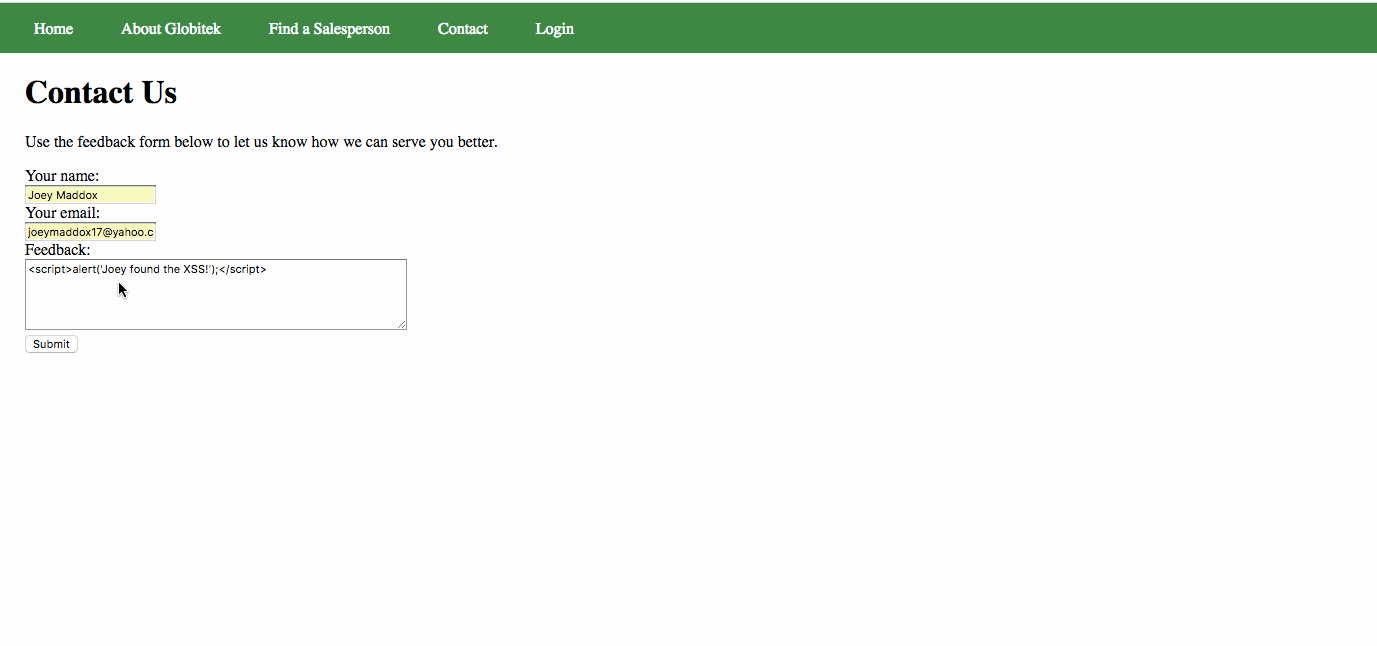 Home About Globitek Find a Salesperson Contact Login
Contact Us
Use the feedback form below to let us know how we can serve you better.
Your name:
Joey Maddox
Your email:
joeymaddox17@yahoo.c
Feedback:
<script>alert('Joey found the XSS!');</script>
Submit